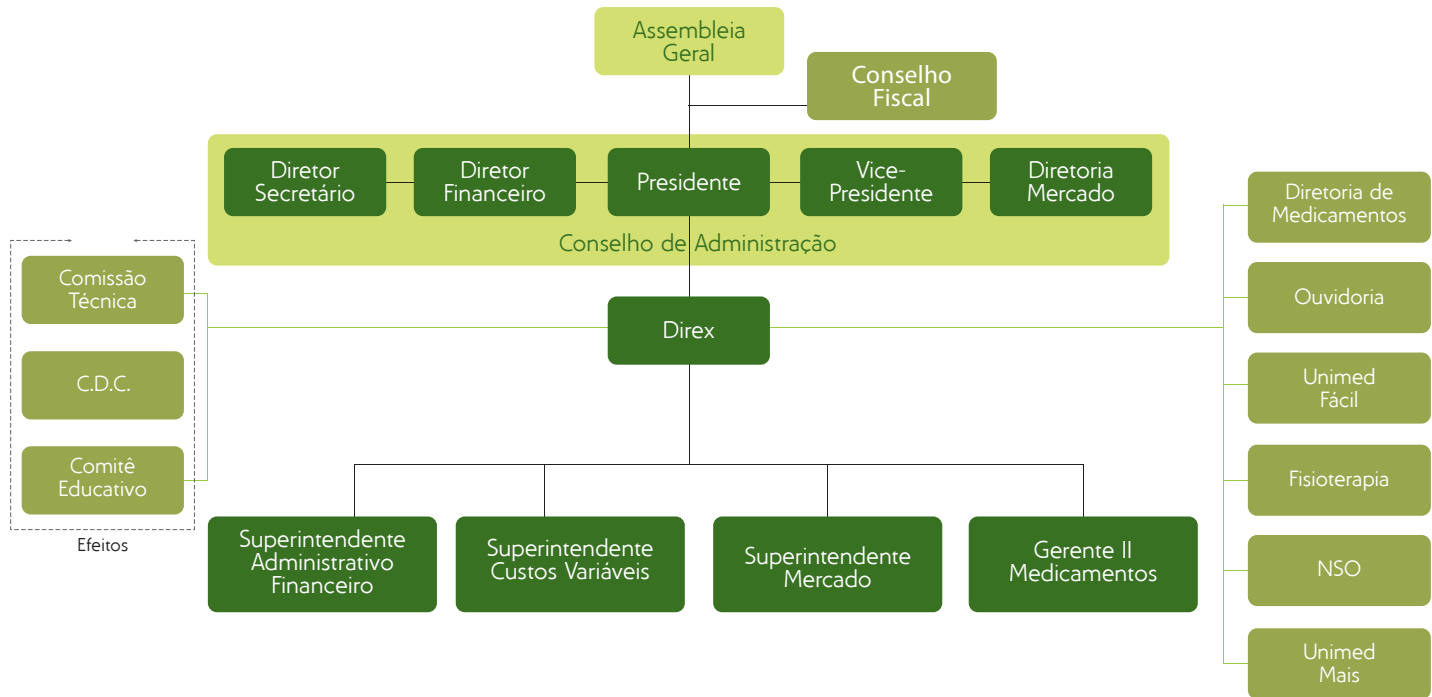 Assembleia
Geral
Conselho
Fiscal
Diretor
Secretário
Diretor
Financeiro
Presidente
Vice-
Presidente
Diretoria
Mercado
Conselho de Administração
Diretoria de
Medicamentos
Comissão
Técnica
Ouvidoria
Direx
C.D.C.
Unimed
Fácil
Comitê
Educativo
Fisioterapia
Efeitos
Superintendente
Administrativo
Financeiro
Superintendente
Custos Variáveis
Superintendente
Mercado
Gerente II
Medicamentos
NSO
Unimed
Mais